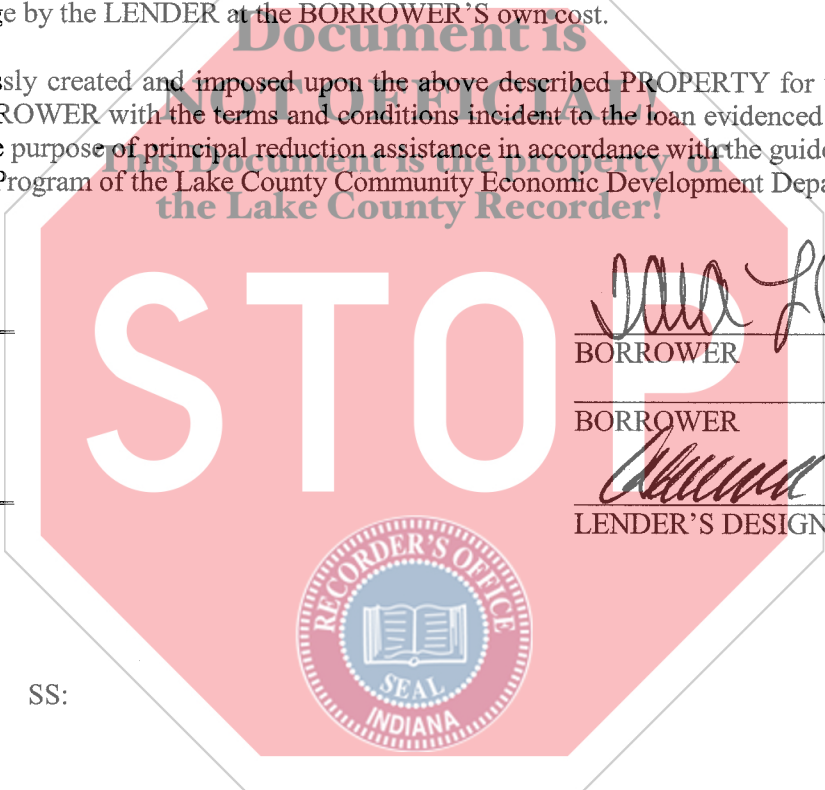 ge by the LENDER at the BORROWER'S own cost.
Document is
ssly created and imposed upon the above described PROPERTY for
NOT OFFICIAL!
ROWER with the terms and conditions incident to the loan evidenced
e purpose of principal reduction assistance in accordance with the guide
This Document is the property of
Program of the Lake County Community Economic Development Depa
the Lake County Recorder!
STOP
BORROWER
BORROWER
LENDER'S DESIGN
RECORDER'S OFFICE
SEAL
INDIANA
SS: